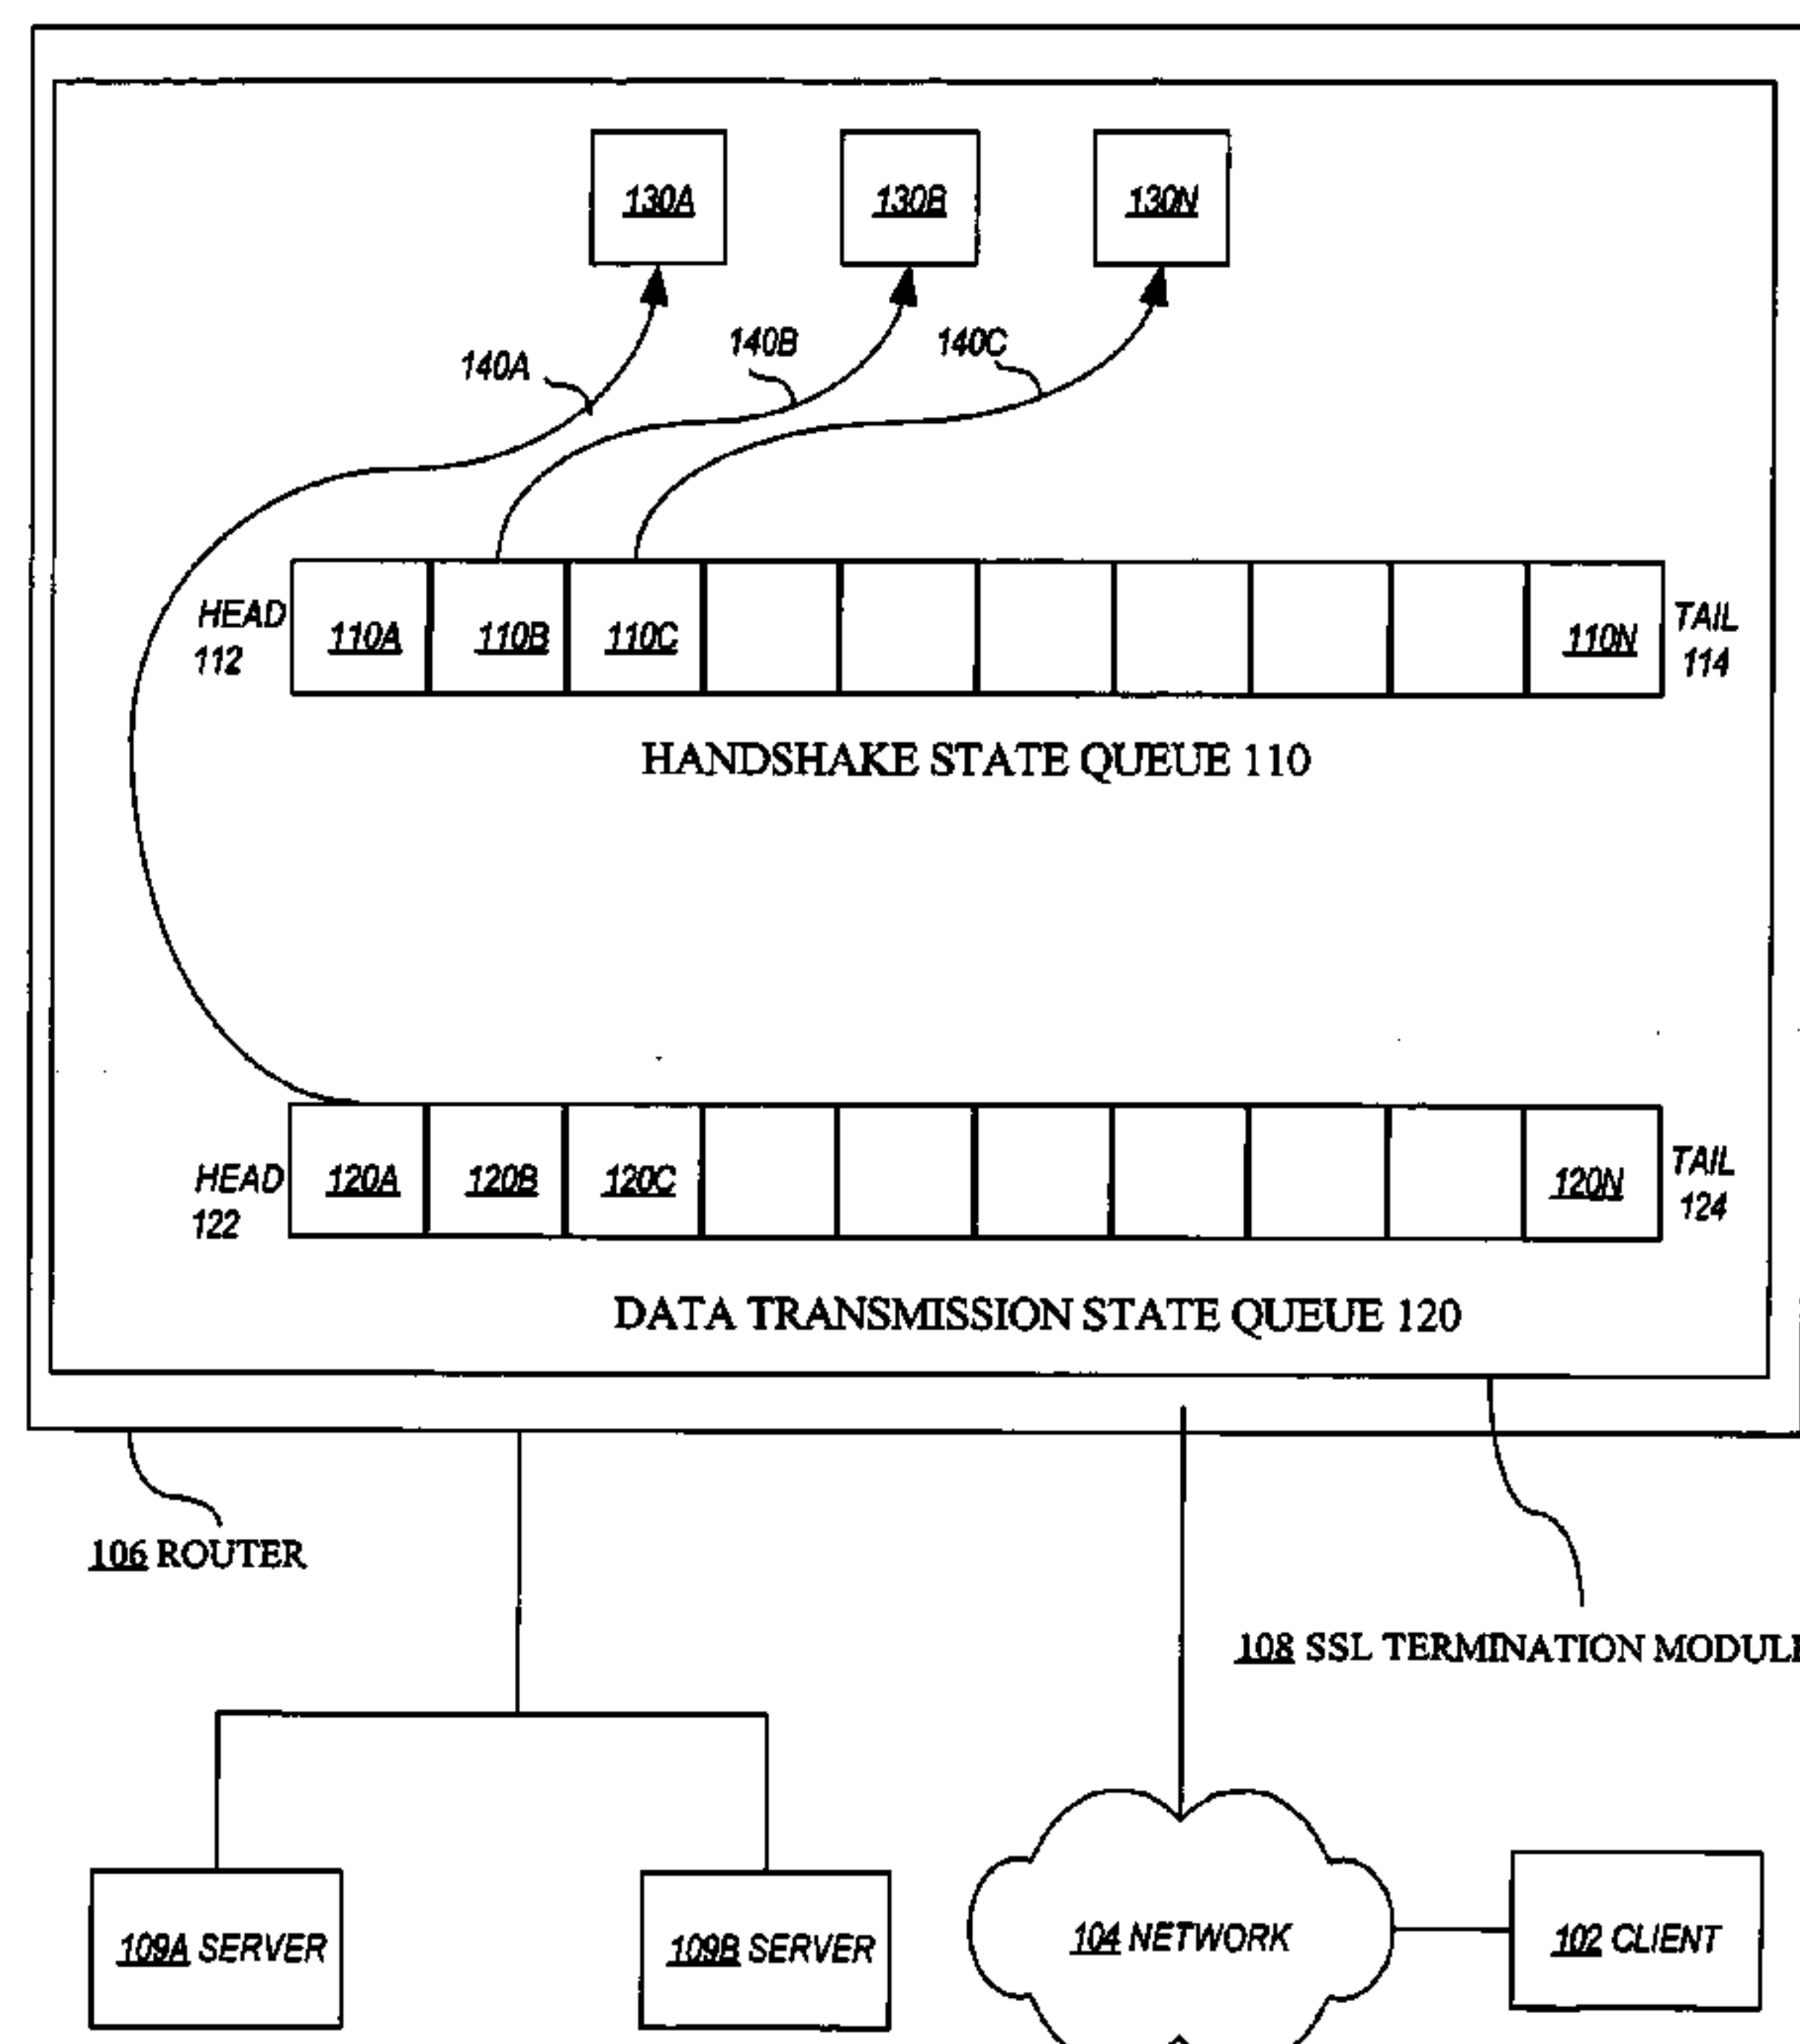 130A 130B 130N
140A 140B 140C
HEAD 112 110A 110B 110C 110N TAIL 114
HANDSHAKE STATE QUEUE 110
HEAD 122 120A 120B 120C 120N TAIL 124
DATA TRANSMISSION STATE QUEUE 120
106 ROUTER
108 SSL TERMINATION MODULE
109A SERVER 109B SERVER 104 NETWORK 102 CLIENT